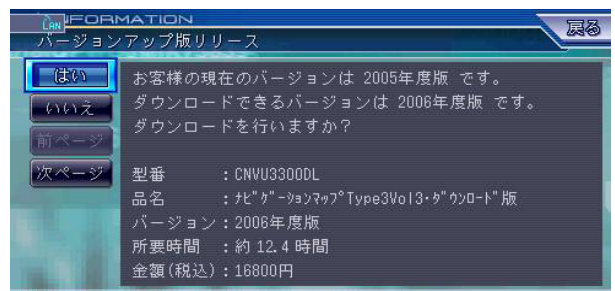 LAN INFORMATION
バージョンアップ版リリース
戻る
はい
いいえ
前ページ
次ページ
お客様の現在のバージョンは 2005年度版 です。
ダウンロードできるバージョンは 2006年度版 です。
ダウンロードを行いますか?
型番　　　：CNVU3300DL
品名　　　：ﾅﾋﾞｹﾞｰｼｮﾝﾏｯﾌﾟType3Vol3･ﾀﾞｳﾝﾛｰﾄﾞ版
バージョン：2006年度版
所要時間　：約 12.4 時間
金額(税込)：16800円